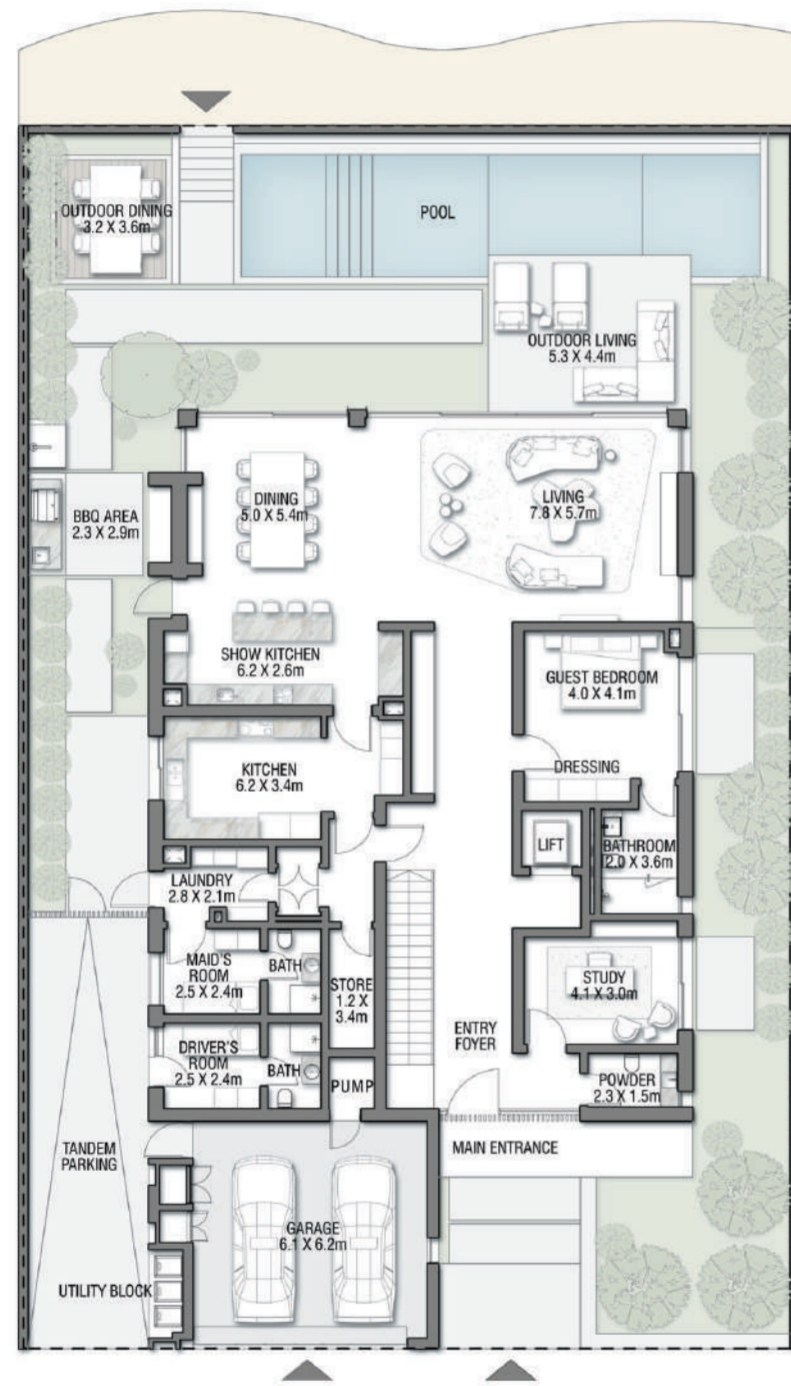 OUTDOOR DINING
3.2 X 3.6m
POOL
OUTDOOR LIVING
5.3 X 4.4m
DINING
5.0 X 5.4m
LIVING
7.8 X 5.7m
BBQ AREA
2.3 X 2.9m
SHOW KITCHEN
6.2 X 2.6m
GUEST BEDROOM
4.0 X 4.1m
KITCHEN
6.2 X 3.4m
DRESSING
LIFT
BATHROOM
2.0 X 3.6m
LAUNDRY
2.8 X 2.1m
MAID'S
ROOM
2.5 X 2.4m
BATH
STORE
1.2 X
3.4m
STUDY
4.1 X 3.0m
ENTRY
FOYER
DRIVER'S
ROOM
2.5 X 2.4m
BATH
PUMP
POWDER
2.3 X 1.5m
TANDEM
PARKING
MAIN ENTRANCE
GARAGE
6.1 X 6.2m
UTILITY BLOCK